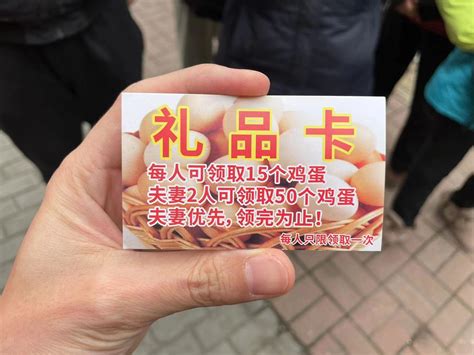 礼品卡
每人可领取15个鸡蛋
夫妻2人可领取50个鸡蛋
夫妻优先，领完为止！
每人只限领取一次